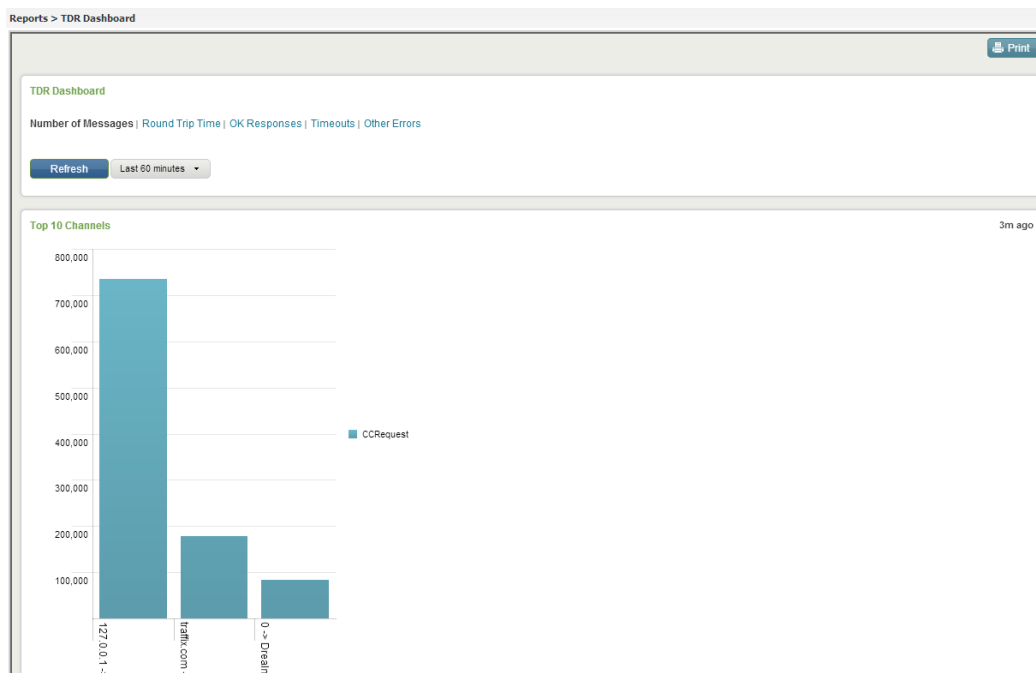 Reports > TDR Dashboard
Print
TDR Dashboard
Number of Messages | Round Trip Time | OK Responses | Timeouts | Other Errors
Refresh Last 60 minutes
Top 10 Channels 3m ago
800,000
700,000
600,000
500,000
400,000
300,000
200,000
100,000
CCRequest
127.0.0.1 -
traffix.com -
0 ->